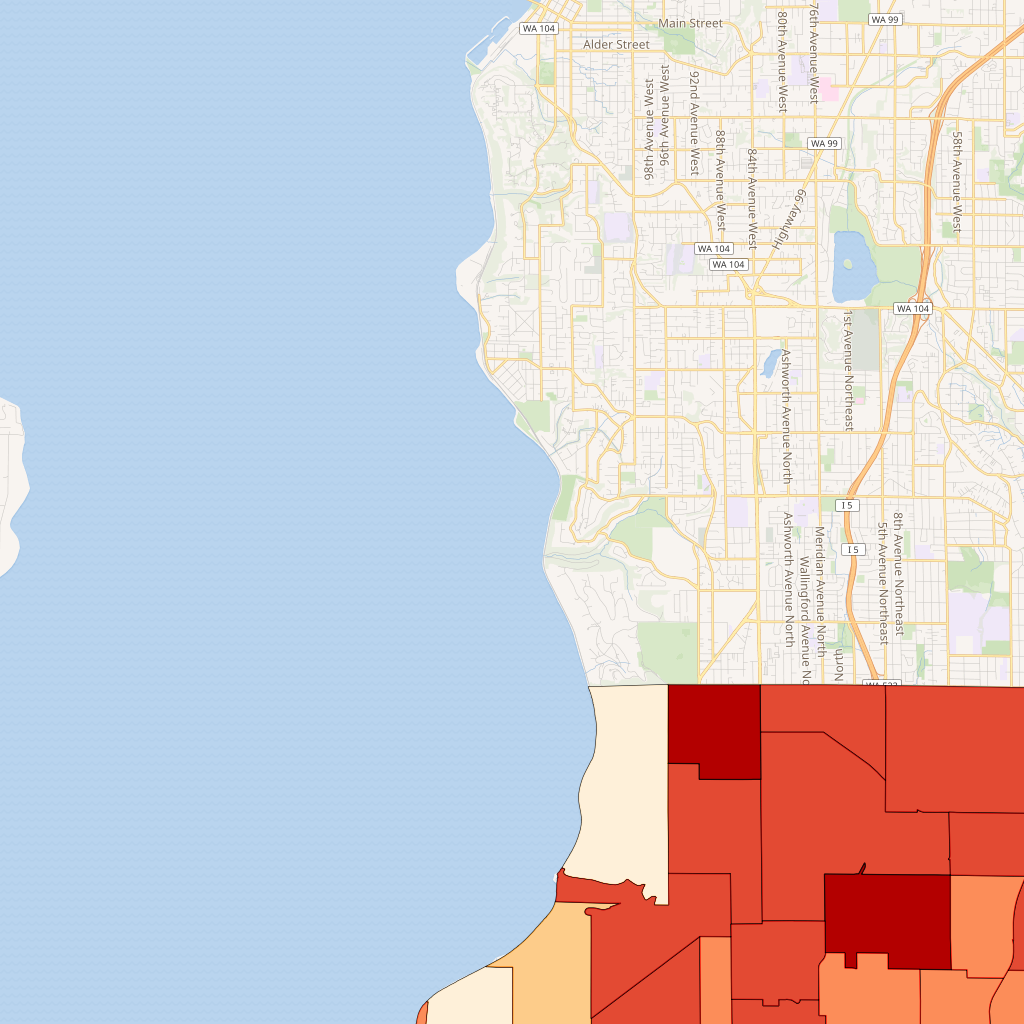 Main Street
WA 99
WA 104
Alder Street
76th Avenue West
80th Avenue West
92nd Avenue West
96th Avenue West
98th Avenue West
88th Avenue West
84th Avenue West
WA 99
58th Avenue West
Highway 99
WA 104
WA 104
WA 104
1st Avenue Northeast
Ashworth Avenue North
I 5
I 5
Ashworth Avenue North
Meridian Avenue North
Wallingford Avenue No
5th Avenue Northeast
8th Avenue Northeast
North